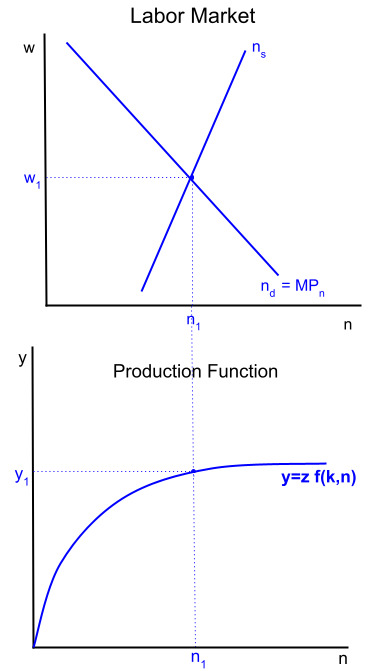 Labor Market
w
n_s
w_1
n_d = MP_n
n_1
n
y
Production Function
y_1
y=z f(k,n)
n_1
n